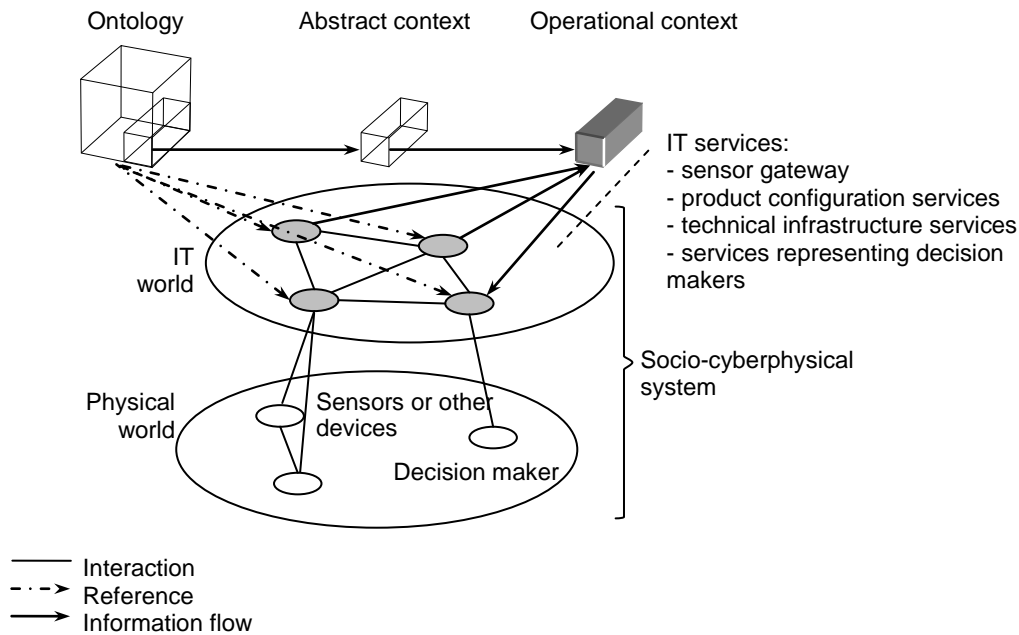 Ontology
Abstract context
Operational context
IT services:
- sensor gateway
- product configuration services
- technical infrastructure services
- services representing decision
makers
IT
world
Socio-cyberphysical
system
Physical
world
Sensors or other
devices
Decision maker
Interaction
Reference
Information flow